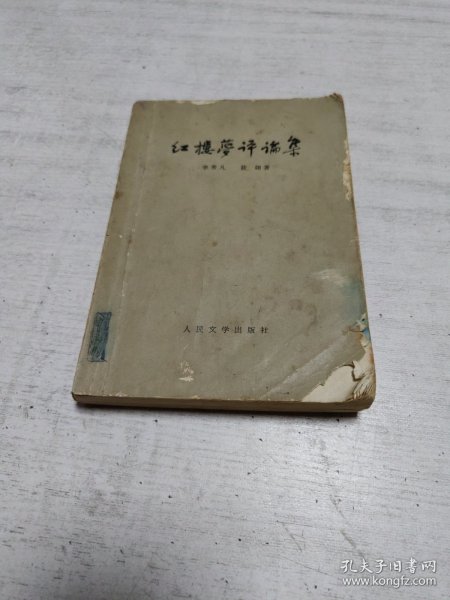 红楼梦评论集
李希凡 蓝翎著
人民文学出版社
孔夫子旧书网
www.kongfz.com